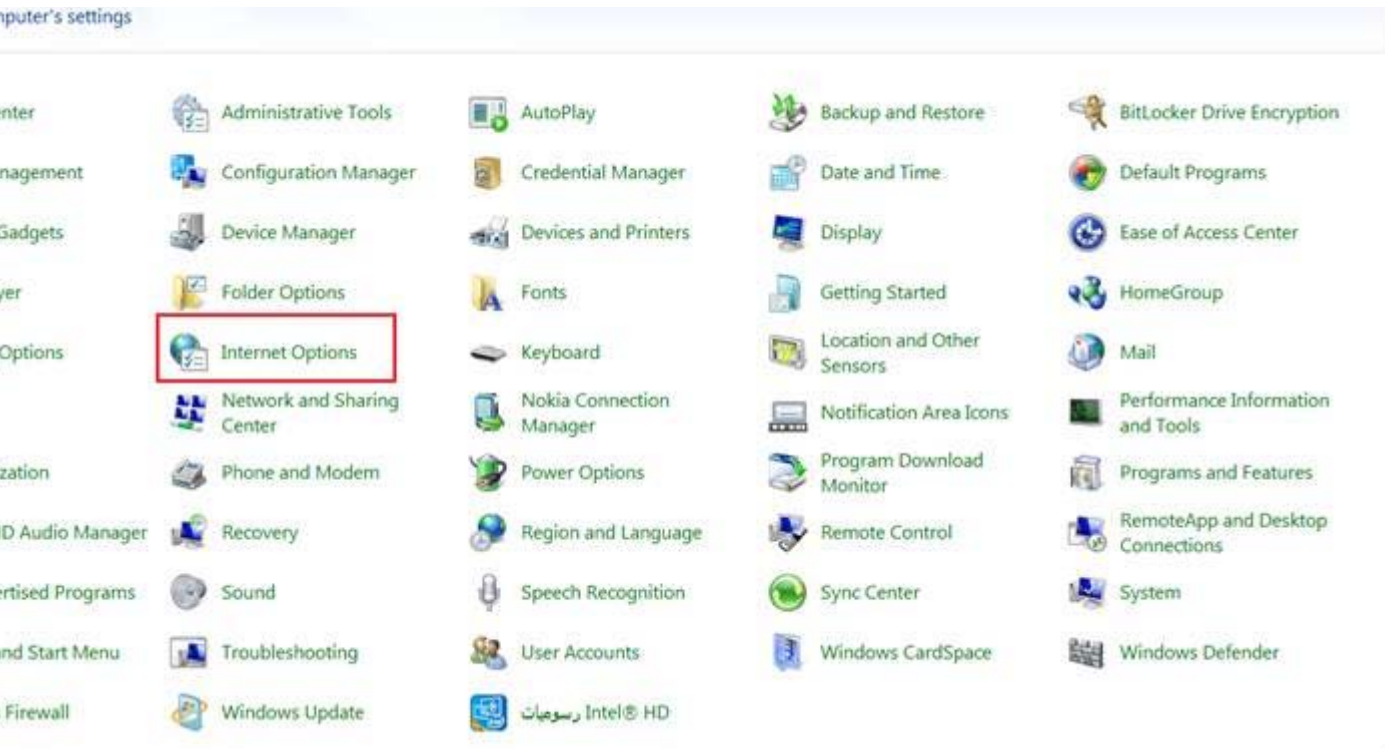 mputer's settings
enter
Administrative Tools
AutoPlay
Backup and Restore
BitLocker Drive Encryption
nagement
Configuration Manager
Credential Manager
Date and Time
Default Programs
Gadgets
Device Manager
Devices and Printers
Display
Ease of Access Center
yer
Folder Options
Fonts
Getting Started
HomeGroup
Options
Internet Options
Keyboard
Location and Other
Sensors
Mail
Network and Sharing
Center
Nokia Connection
Manager
Notification Area Icons
Performance Information
and Tools
zation
Phone and Modem
Power Options
Program Download
Monitor
Programs and Features
D Audio Manager
Recovery
Region and Language
Remote Control
RemoteApp and Desktop
Connections
ertised Programs
Sound
Speech Recognition
Sync Center
System
nd Start Menu
Troubleshooting
User Accounts
Windows CardSpace
Windows Defender
Firewall
Windows Update
رسوميات Intel® HD